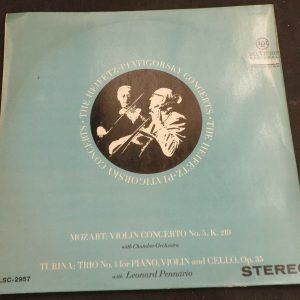 RCA
THE HEIFETZ-PIATIGORSKY CONCERTS • THE HEIFETZ-PIATIGORSKY CONCERTS •
MOZART: VIOLIN CONCERTO No. 5, K. 219
with Chamber Orchestra
STEREO
TURINA: TRIO No. 1 for PIANO, VIOLIN and CELLO, Op. 35
with Leonard Pennario
LSC-2957